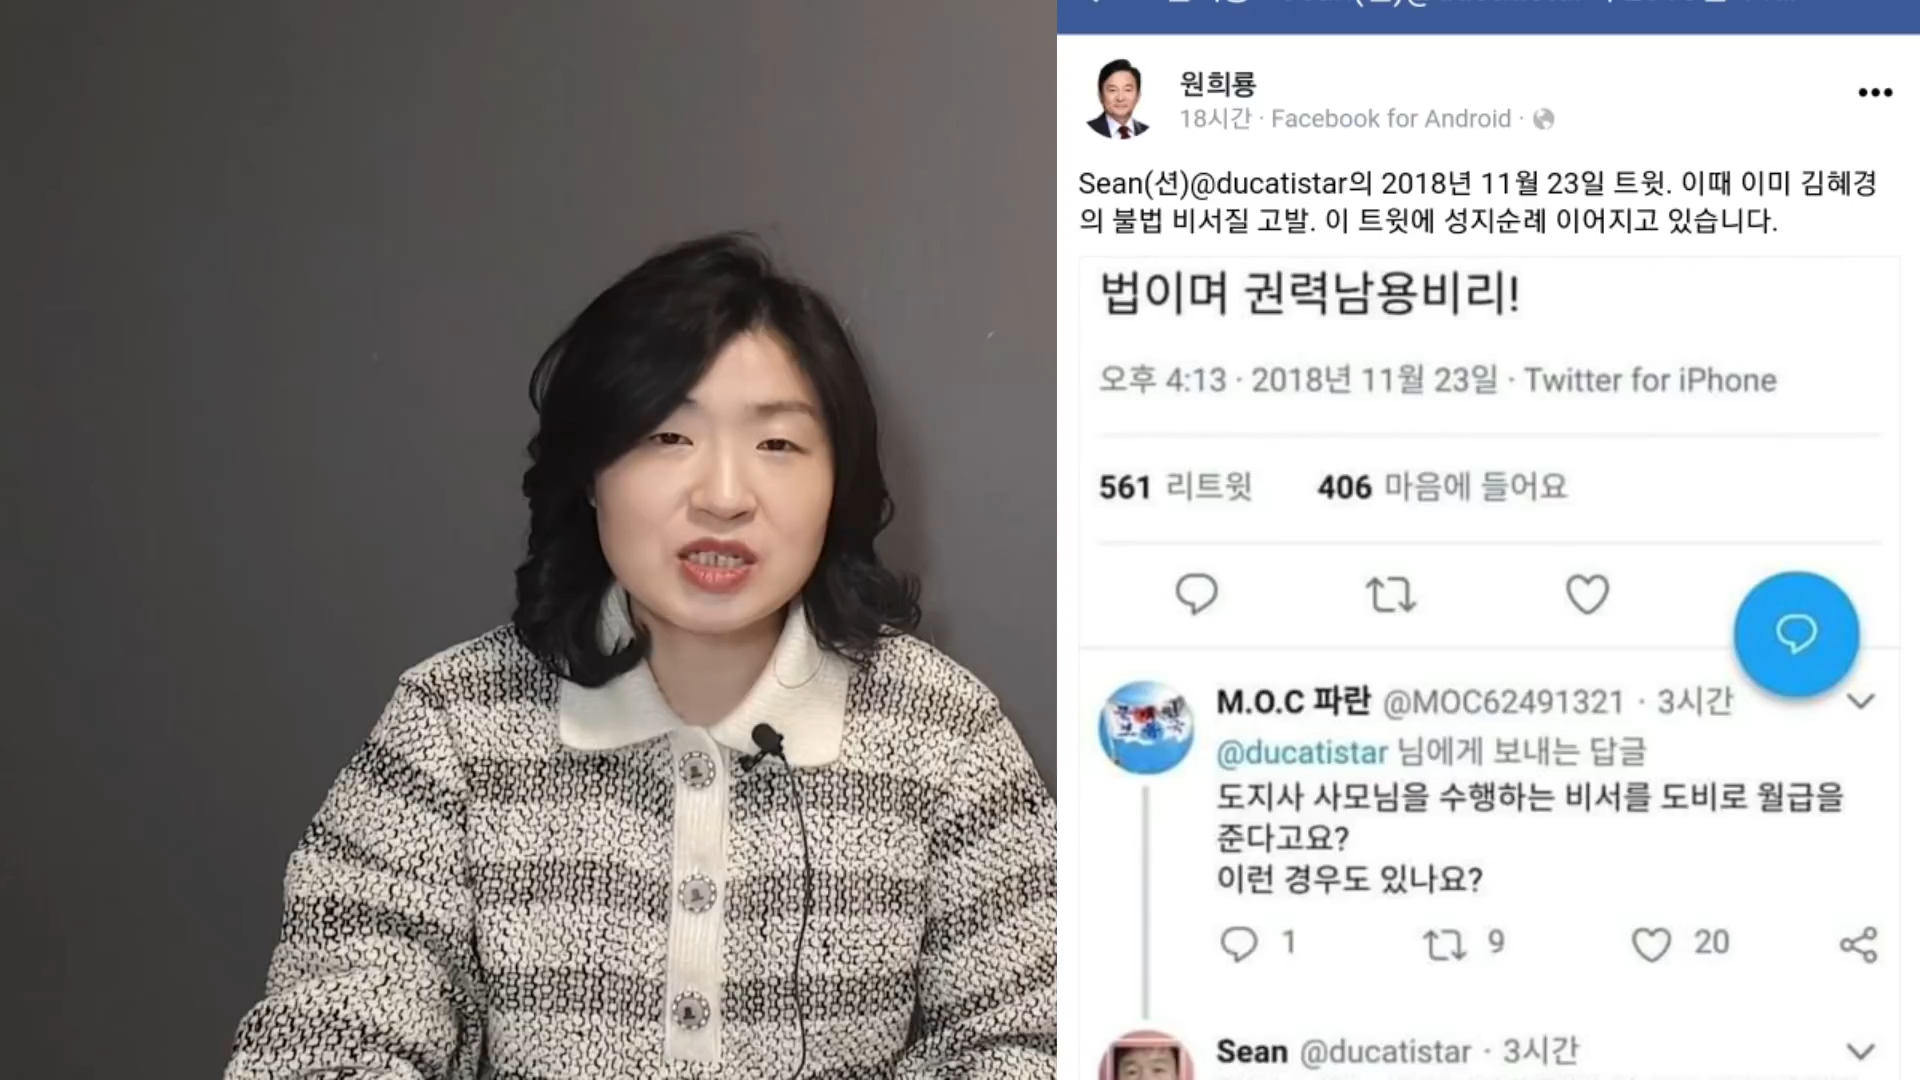 원희룡
18시간 · Facebook for Android ·
Sean(션)@ducatistar의 2018년 11월 23일 트윗. 이때 이미 김혜경
의 불법 비서질 고발. 이 트윗에 성지순례 이어지고 있습니다.
법이며 권력남용비리!
오후 4:13 · 2018년 11월 23일 · Twitter for iPhone
561 리트윗 406 마음에 들어요
M.O.C 파란 @MOC62491321 · 3시간
@ducatistar 님에게 보내는 답글
도지사 사모님을 수행하는 비서를 도비로 월급을
준다고요?
이런 경우도 있나요?
1 9 20
Sean @ducatistar · 3시간